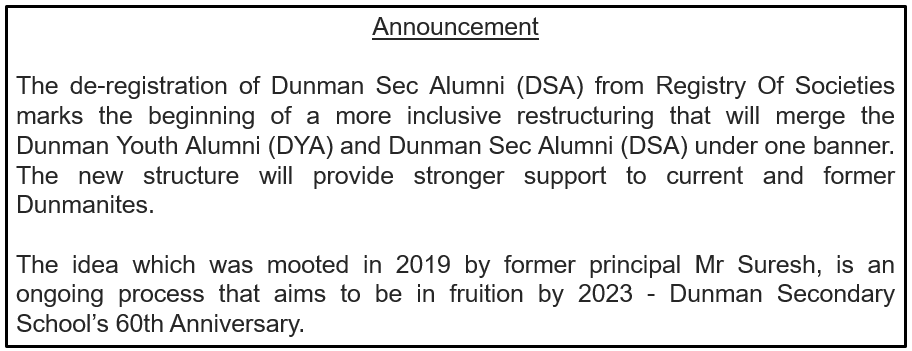 Announcement
The de-registration of Dunman Sec Alumni (DSA) from Registry Of Societies
marks the beginning of a more inclusive restructuring that will merge the
Dunman Youth Alumni (DYA) and Dunman Sec Alumni (DSA) under one banner.
The new structure will provide stronger support to current and former
Dunmanites.
The idea which was mooted in 2019 by former principal Mr Suresh, is an
ongoing process that aims to be in fruition by 2023 - Dunman Secondary
School’s 60th Anniversary.